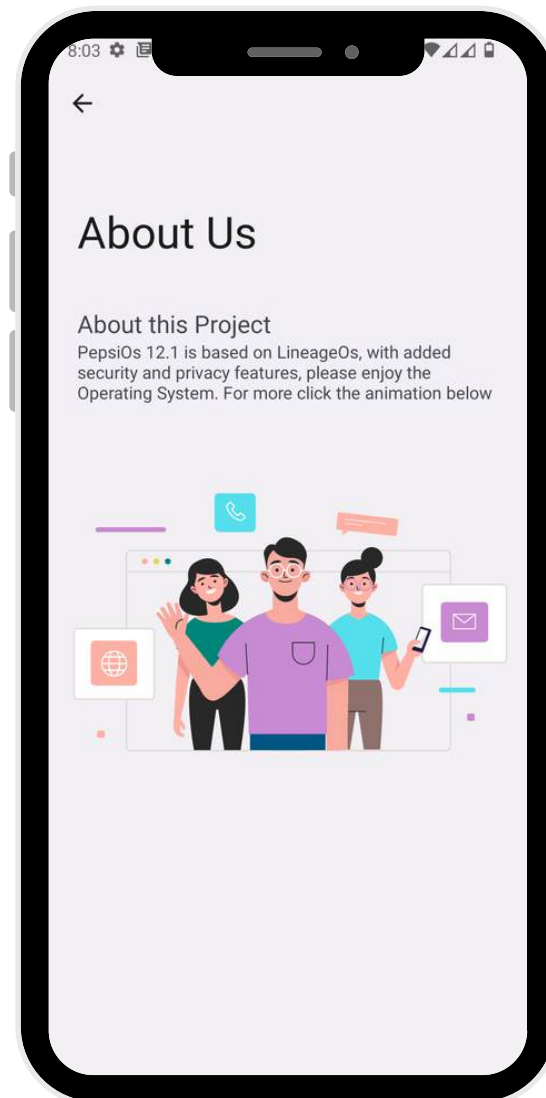 8:03
About Us
About this Project
PepsiOs 12.1 is based on LineageOs, with added
security and privacy features, please enjoy the
Operating System. For more click the animation below